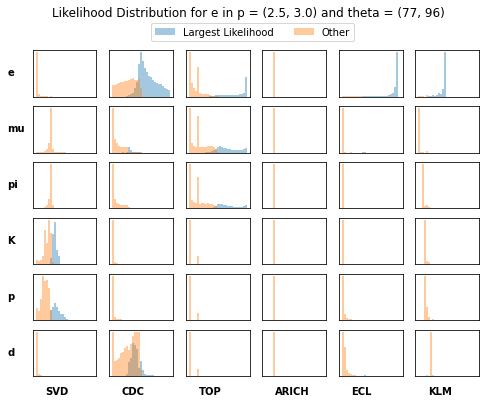 Likelihood Distribution for e in p = (2.5, 3.0) and theta = (77, 96)
Largest Likelihood Other
e
mu
pi
K
p
d
SVD CDC TOP ARICH ECL KLM